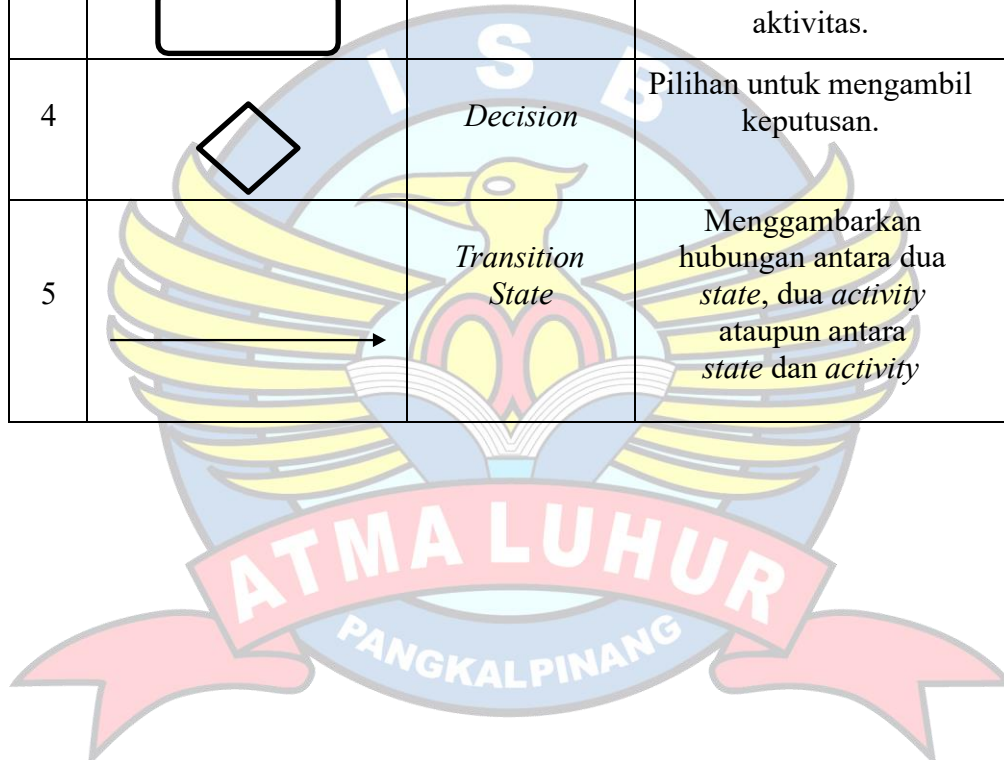 aktivitas.
4 Decision Pilihan untuk mengambil keputusan.
5 Transition State Menggambarkan hubungan antara dua state, dua activity ataupun antara state dan activity
I S B
ATMA LUHUR
PANGKALPINANG